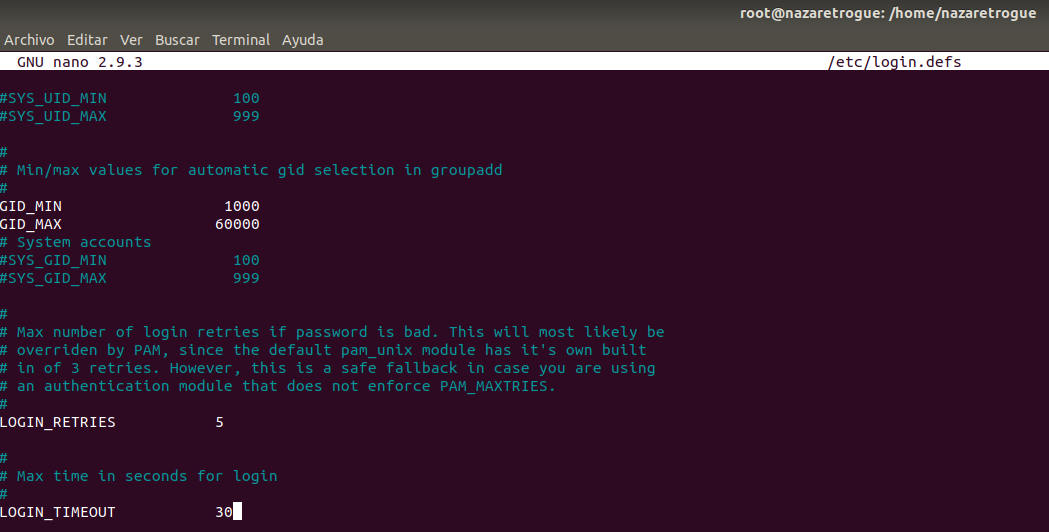 root@nazaretrogue: /home/nazaretrogue
Archivo Editar Ver Buscar Terminal Ayuda
GNU nano 2.9.3 /etc/login.defs
#SYS_UID_MIN 100
#SYS_UID_MAX 999
#
# Min/max values for automatic gid selection in groupadd
#
GID_MIN 1000
GID_MAX 60000
# System accounts
#SYS_GID_MIN 100
#SYS_GID_MAX 999
#
# Max number of login retries if password is bad. This will most likely be
# overriden by PAM, since the default pam_unix module has it's own built
# in of 3 retries. However, this is a safe fallback in case you are using
# an authentication module that does not enforce PAM_MAXTRIES.
#
LOGIN_RETRIES 5
#
# Max time in seconds for login
#
LOGIN_TIMEOUT 30